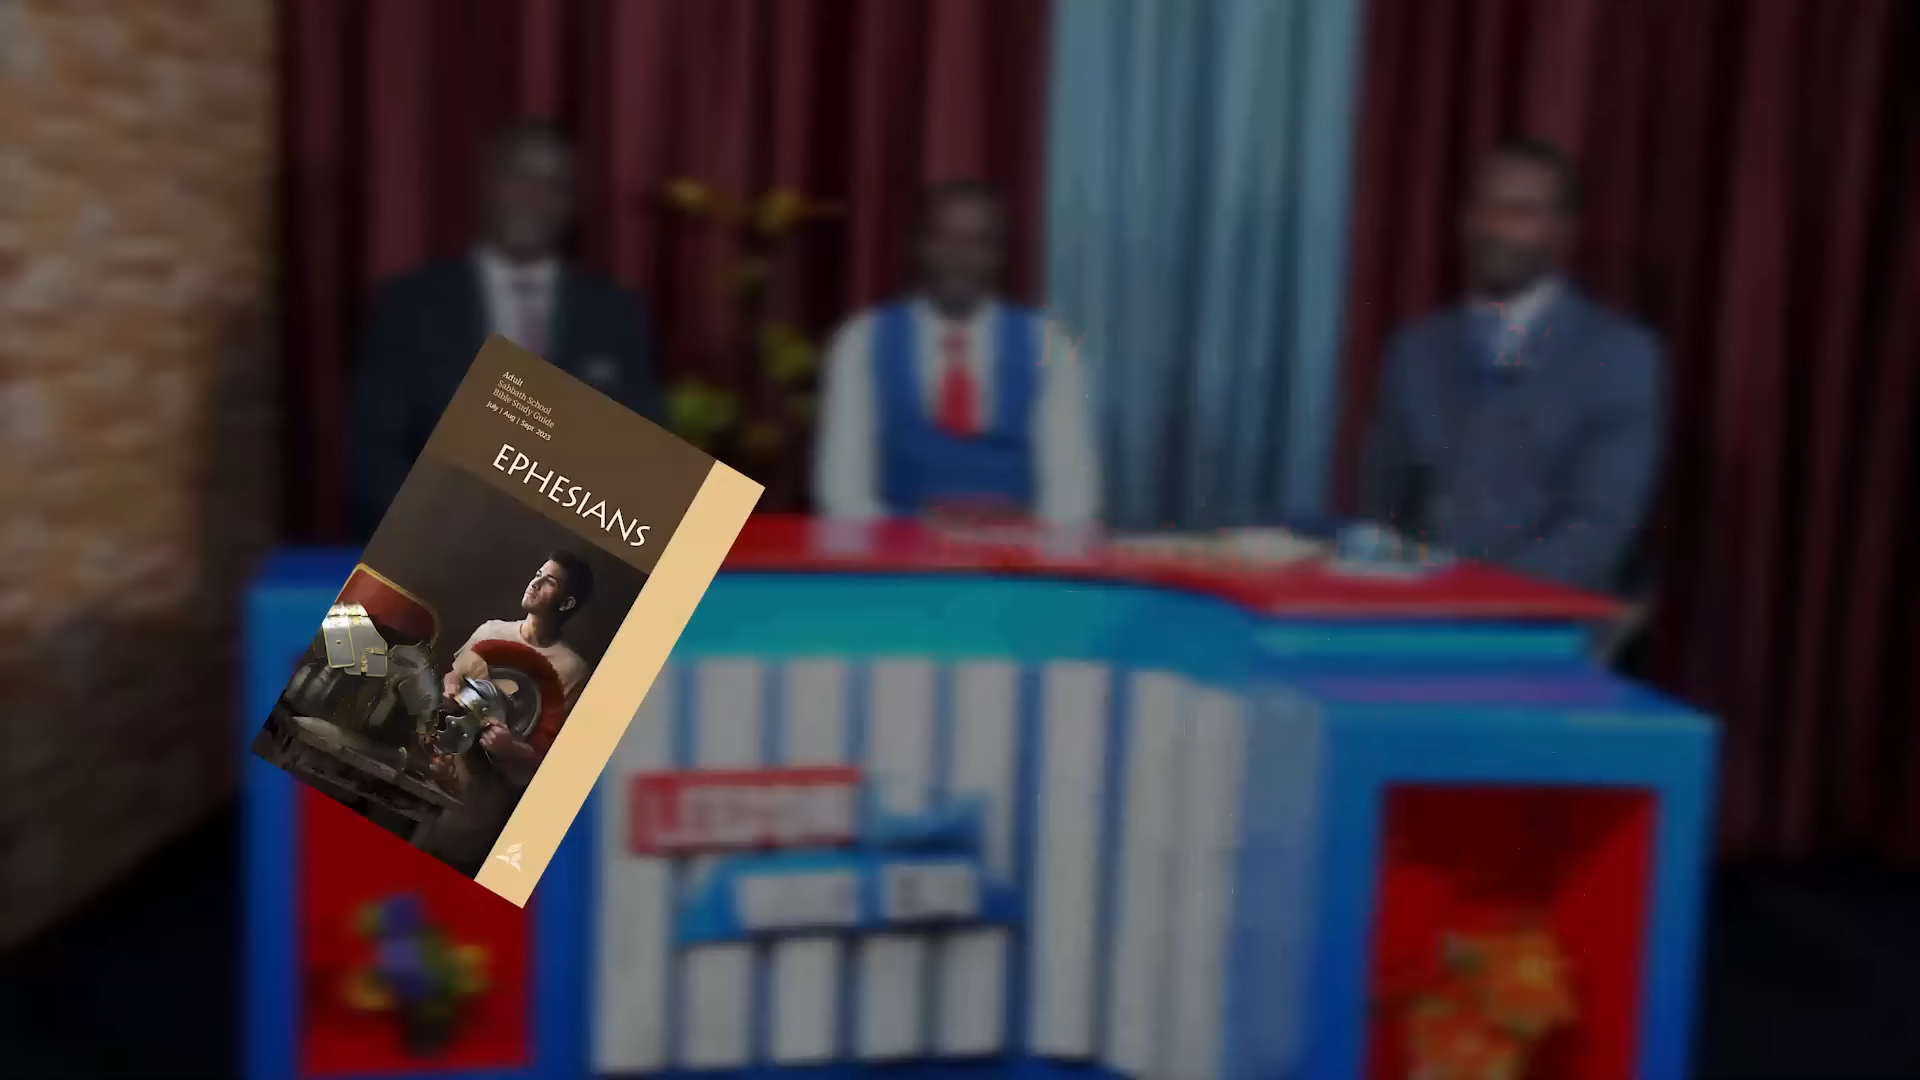 Adult
Sabbath School
Bible Study Guide
July | Aug | Sept 2023
EPHESIANS